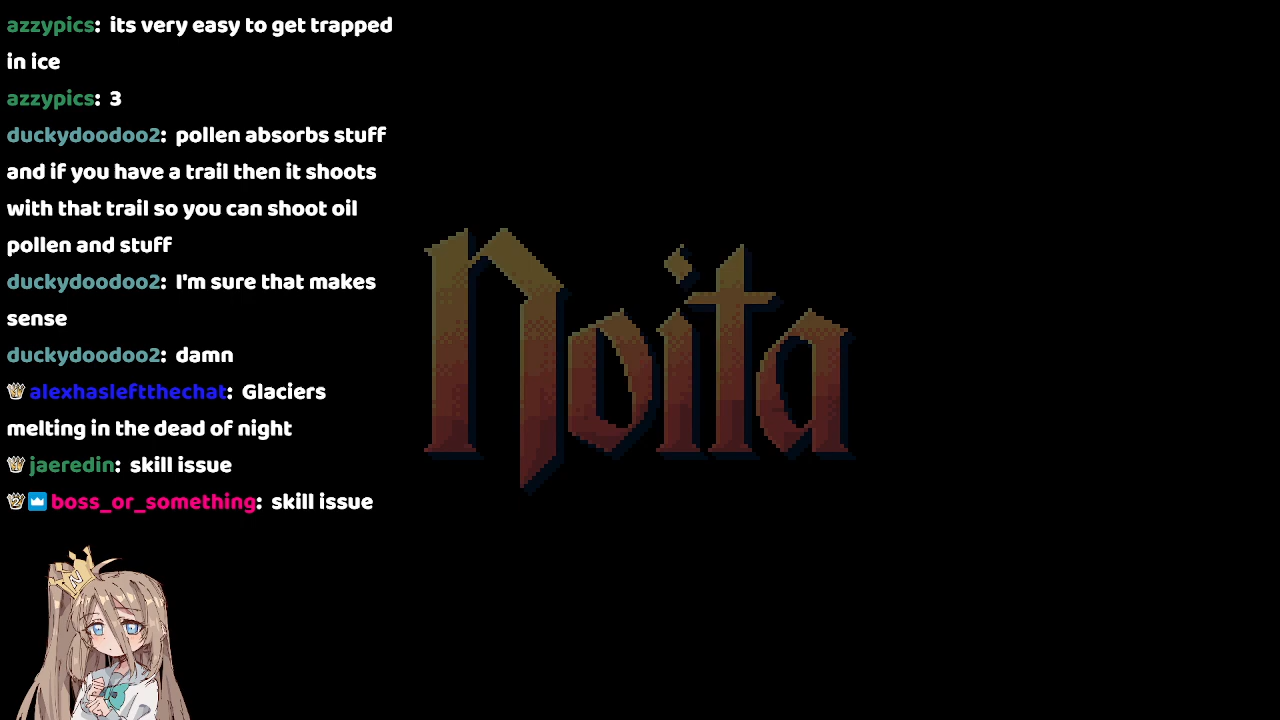 azzypics: its very easy to get trapped
in ice
azzypics: 3
duckydoodoo2: pollen absorbs stuff
and if you have a trail then it shoots
with that trail so you can shoot oil
pollen and stuff
duckydoodoo2: I'm sure that makes
sense
duckydoodoo2: damn
alexhasleftthechat: Glaciers
melting in the dead of night
jaeredin: skill issue
boss_or_something: skill issue
Noita
N